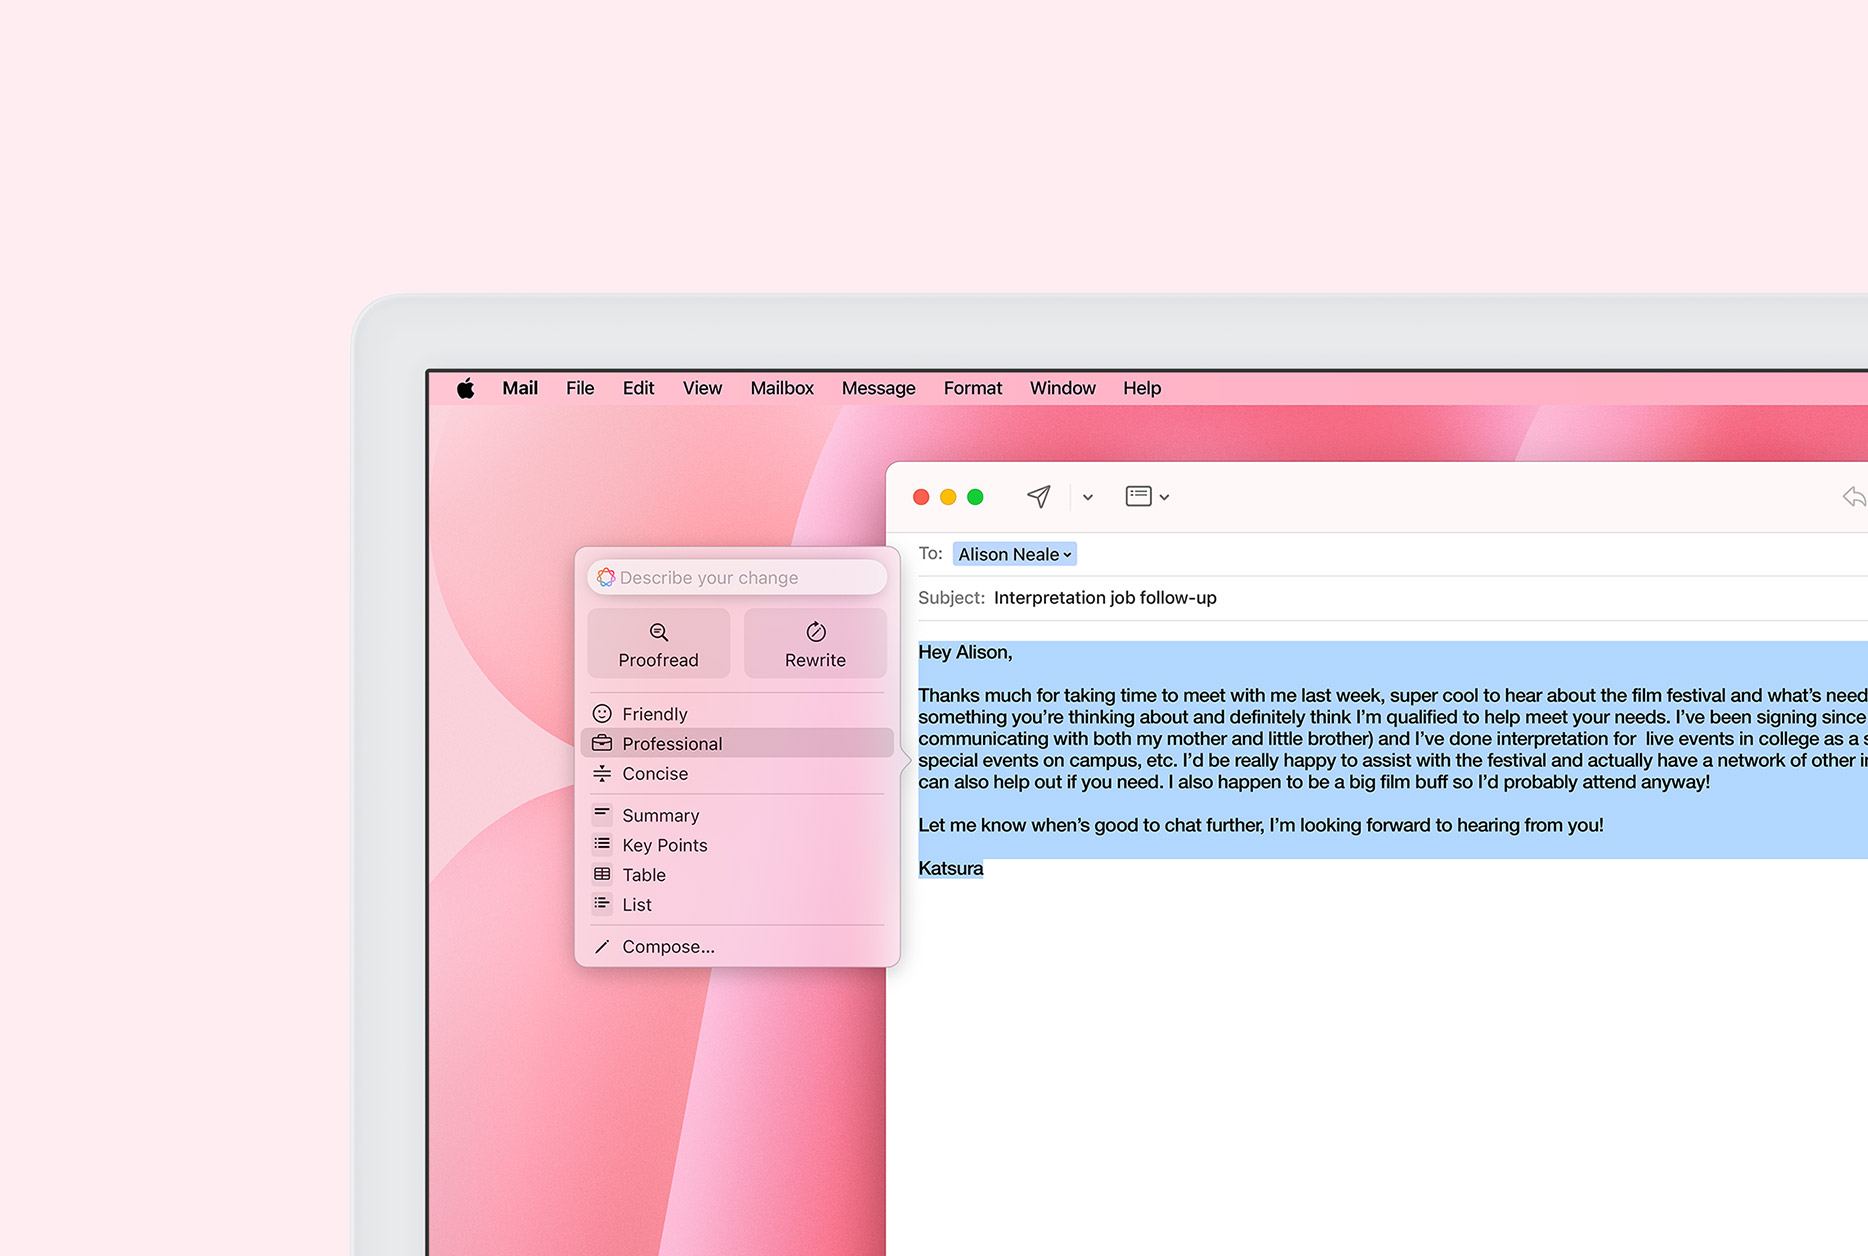 Mail File Edit View Mailbox Message Format Window Help
To: Alison Neale
Subject: Interpretation job follow-up
Describe your change
Proofread Rewrite
Friendly
Professional
Concise
Summary
Key Points
Table
List
Compose...
Hey Alison,
Thanks much for taking time to meet with me last week, super cool to hear about the film festival and what’s need
something you’re thinking about and definitely think I’m qualified to help meet your needs. I’ve been signing since
communicating with both my mother and little brother) and I’ve done interpretation for  live events in college as a s
special events on campus, etc. I’d be really happy to assist with the festival and actually have a network of other in
can also help out if you need. I also happen to be a big film buff so I’d probably attend anyway!
Let me know when’s good to chat further, I’m looking forward to hearing from you!
Katsura